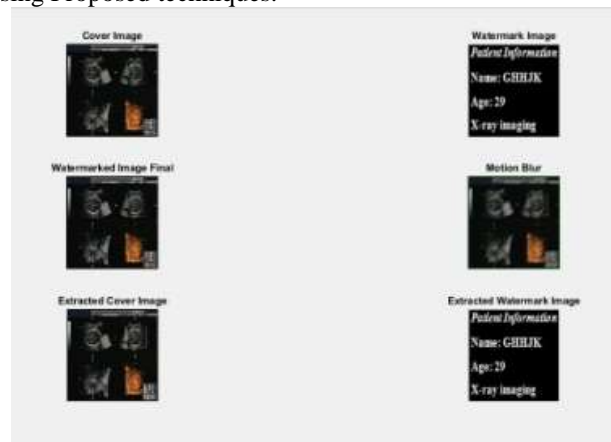 using Proposed techniques.
Cover Image
Watermark Image
Patient Information
Name: GHHJK
Age: 29
X-ray imaging
Watermarked Image Final
Motion Blur
Extracted Cover Image
Extracted Watermark Image
Patient Information
Name: GHHJK
Age: 29
X-ray imaging